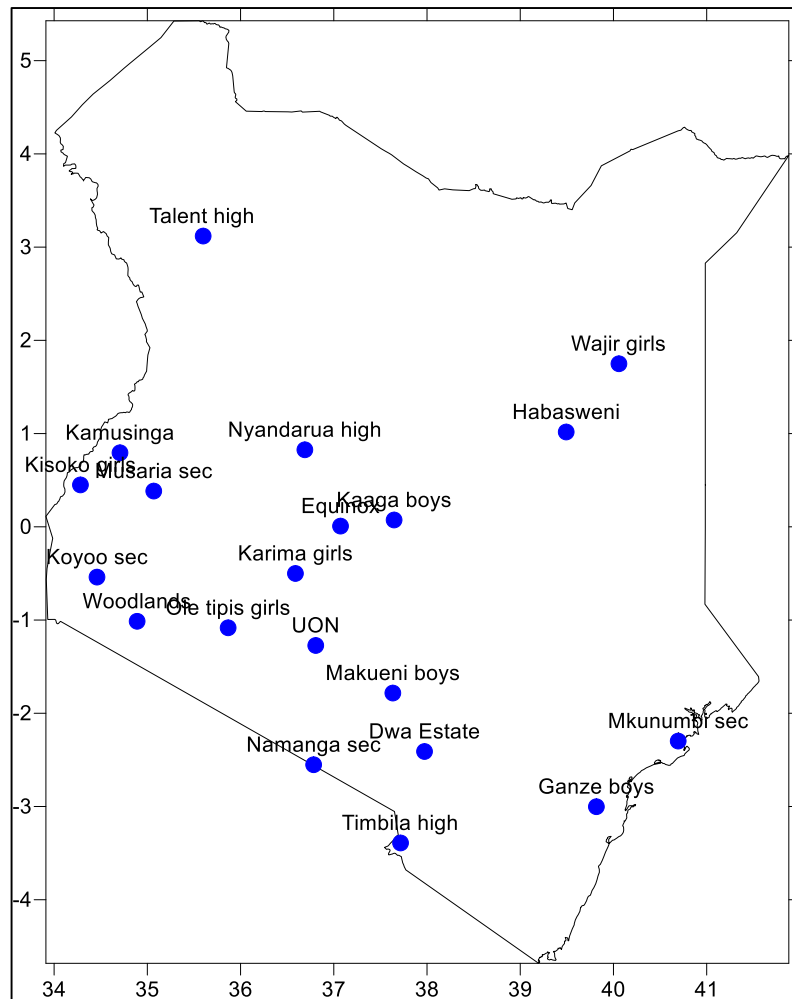 5
4
Talent high
3
2
Wajir girls
Habasweni
1
Kamusinga
Nyandarua high
Kisoko girls
Musaria sec
Equinox
Kaaga boys
0
Koyoo sec
Karima girls
Woodlands
Ole tipis girls
-1
UON
Makueni boys
-2
Mkunumbi sec
Dwa Estate
Namanga sec
Ganze boys
-3
Timbila high
-4
34 35 36 37 38 39 40 41